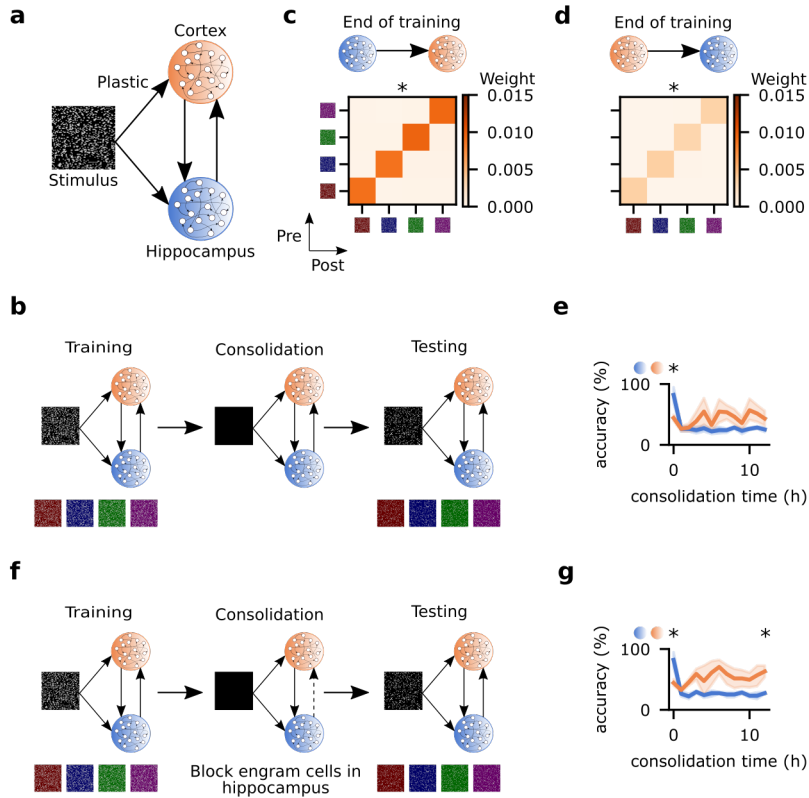 a
Cortex
Plastic
Stimulus
Hippocampus
c
End of training
Weight
*
0.015
0.010
0.005
0.000
Pre
Post
d
End of training
Weight
*
0.015
0.010
0.005
0.000
b
Training
Consolidation
Testing
e
*
accuracy (%)
100
0
0
10
consolidation time (h)
f
Training
Consolidation
Testing
Block engram cells in
hippocampus
g
*
*
accuracy (%)
100
0
0
10
consolidation time (h)